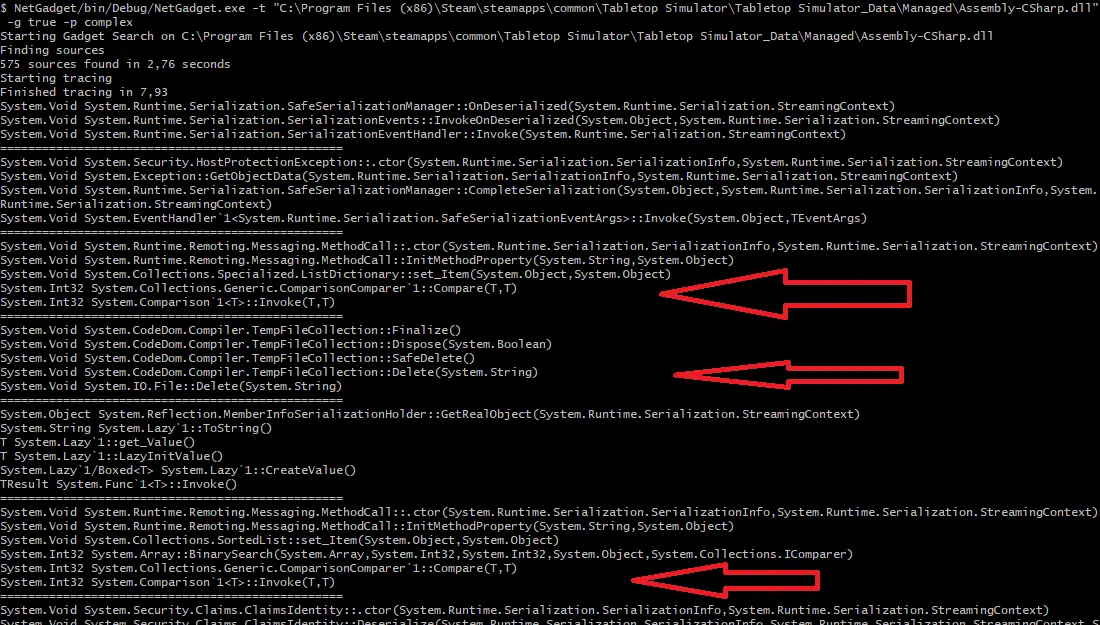 $ NetGadget/bin/Debug/NetGadget.exe -t "C:\Program Files (x86)\Steam\steamapps\common\Tabletop Simulator\Tabletop Simulator_Data\Managed\Assembly-CSharp.dll"
-g true -p complex
Starting Gadget Search on C:\Program Files (x86)\Steam\steamapps\common\Tabletop Simulator\Tabletop Simulator_Data\Managed\Assembly-CSharp.dll
Finding sources
575 sources found in 2,76 seconds
Starting tracing
Finished tracing in 7,93
System.Void System.Runtime.Serialization.SafeSerializationManager::OnDeserialized(System.Runtime.Serialization.StreamingContext)
System.Void System.Runtime.Serialization.SerializationEvents::InvokeOnDeserialized(System.Object,System.Runtime.Serialization.StreamingContext)
System.Void System.Runtime.Serialization.SerializationEventHandler::Invoke(System.Runtime.Serialization.StreamingContext)
=================================================
System.Void System.Security.HostProtectionException::.ctor(System.Runtime.Serialization.SerializationInfo,System.Runtime.Serialization.StreamingContext)
System.Void System.Exception::GetObjectData(System.Runtime.Serialization.SerializationInfo,System.Runtime.Serialization.StreamingContext)
System.Void System.Runtime.Serialization.SafeSerializationManager::CompleteSerialization(System.Object,System.Runtime.Serialization.SerializationInfo,System.
Runtime.Serialization.StreamingContext)
System.Void System.EventHandler`1<System.Runtime.Serialization.SafeSerializationEventArgs>::Invoke(System.Object,TEventArgs)
=================================================
System.Void System.Runtime.Remoting.Messaging.MethodCall::.ctor(System.Runtime.Serialization.SerializationInfo,System.Runtime.Serialization.StreamingContext)
System.Void System.Runtime.Remoting.Messaging.MethodCall::InitMethodProperty(System.String,System.Object)
System.Void System.Collections.Specialized.ListDictionary::set_Item(System.Object,System.Object)
System.Int32 System.Collections.Generic.ComparisonComparer`1::Compare(T,T)
System.Int32 System.Comparison`1<T>::Invoke(T,T)
=================================================
System.Void System.CodeDom.Compiler.TempFileCollection::Finalize()
System.Void System.CodeDom.Compiler.TempFileCollection::Dispose(System.Boolean)
System.Void System.CodeDom.Compiler.TempFileCollection::SafeDelete()
System.Void System.CodeDom.Compiler.TempFileCollection::Delete(System.String)
System.Void System.IO.File::Delete(System.String)
=================================================
System.Object System.Reflection.MemberInfoSerializationHolder::GetRealObject(System.Runtime.Serialization.StreamingContext)
System.String System.Lazy`1::ToString()
T System.Lazy`1::get_Value()
T System.Lazy`1::LazyInitValue()
System.Lazy`1/Boxed<T> System.Lazy`1::CreateValue()
TResult System.Func`1<T>::Invoke()
=================================================
System.Void System.Runtime.Remoting.Messaging.MethodCall::.ctor(System.Runtime.Serialization.SerializationInfo,System.Runtime.Serialization.StreamingContext)
System.Void System.Runtime.Remoting.Messaging.MethodCall::InitMethodProperty(System.String,System.Object)
System.Void System.Collections.SortedList::set_Item(System.Object,System.Object)
System.Int32 System.Array::BinarySearch(System.Array,System.Int32,System.Int32,System.Object,System.Collections.IComparer)
System.Int32 System.Collections.Generic.ComparisonComparer`1::Compare(T,T)
System.Int32 System.Comparison`1<T>::Invoke(T,T)
=================================================
System.Void System.Security.Claims.ClaimsIdentity::.ctor(System.Runtime.Serialization.SerializationInfo,System.Runtime.Serialization.StreamingContext)
System.Void System.Security.Claims.ClaimsIdentity::Deserialize(System.Runtime.Serialization.SerializationInfo,System.Runtime.Serialization.StreamingContext,S